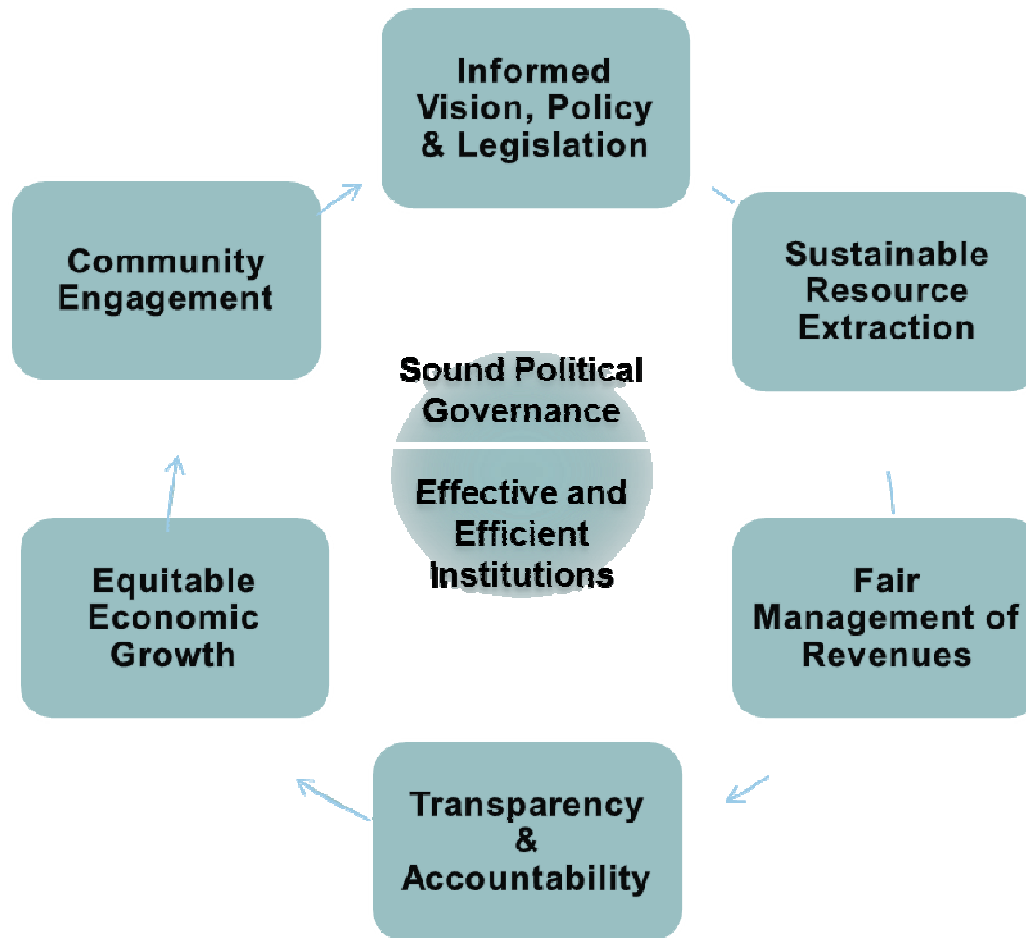 Informed
Vision, Policy
& Legislation
Sustainable
Resource
Extraction
Fair
Management of
Revenues
Transparency
&
Accountability
Equitable
Economic
Growth
Community
Engagement
Sound Political
Governance
Effective and
Efficient
Institutions